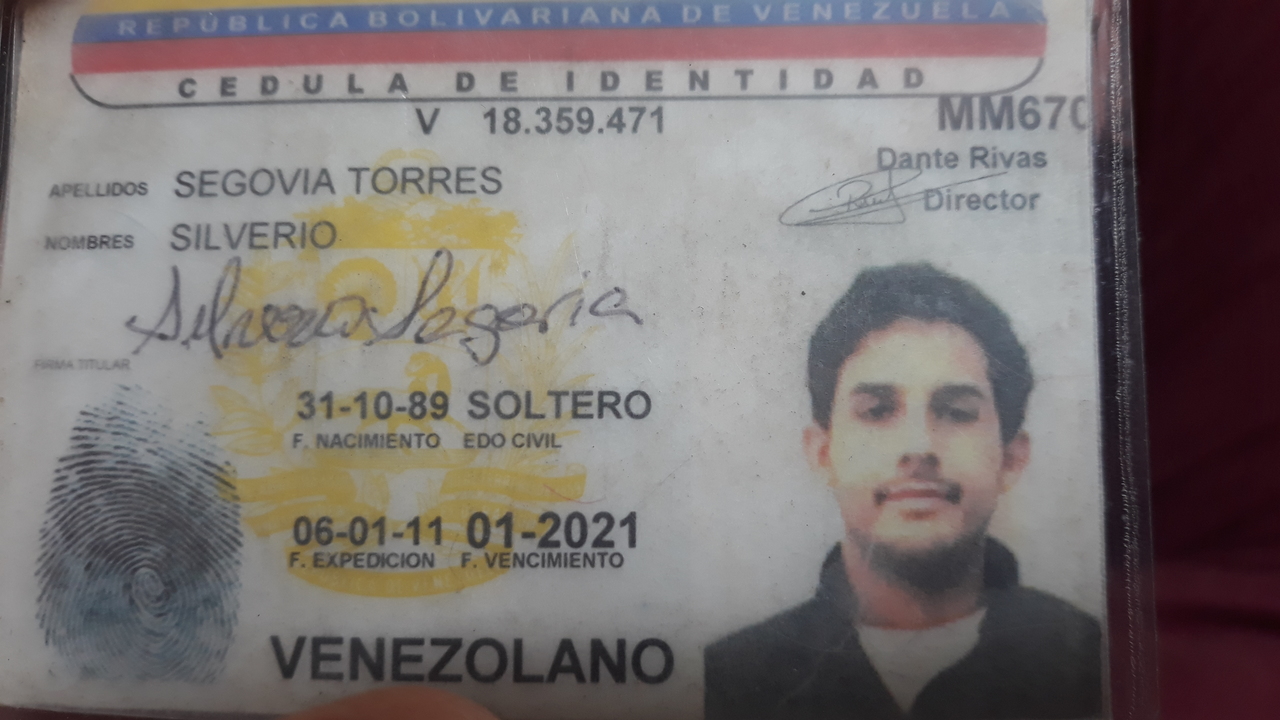 REPÚBLICA BOLIVARIANA DE VENEZUELA
CEDULA DE IDENTIDAD
V 18.359.471
MM670
Dante Rivas
Director
APELLIDOS SEGOVIA TORRES
NOMBRES SILVERIO
Silverio Segovia
FIRMA TITULAR
31-10-89 SOLTERO
F. NACIMIENTO EDO CIVIL
06-01-11 01-2021
F. EXPEDICION F. VENCIMIENTO
VENEZOLANO